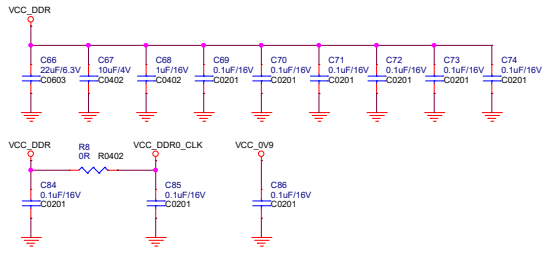 VCC_DDR
C66 C67 C68 C69 C70 C71 C72 C73 C74
22uF/6.3V 10uF/4V 1uF/16V 0.1uF/16V 0.1uF/16V 0.1uF/16V 0.1uF/16V 0.1uF/16V 0.1uF/16V
C0603 C0402 C0402 C0201 C0201 C0201 C0201 C0201 C0201
VCC_DDR R8 VCC_DDR0_CLK VCC_0V9
0R R0402
C84 C85 C86
0.1uF/16V 0.1uF/16V 0.1uF/16V
C0201 C0201 C0201